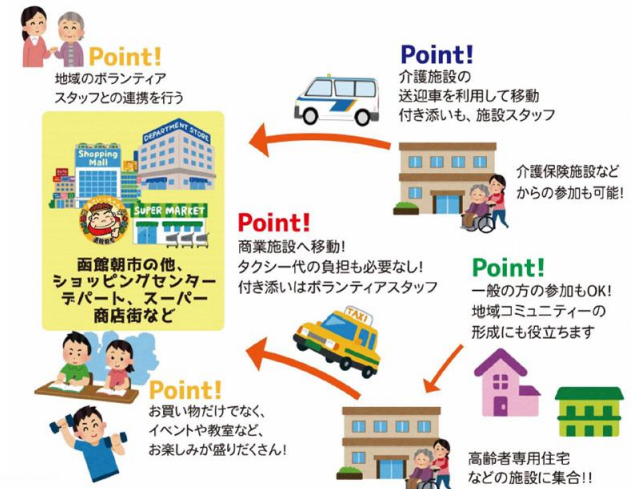 Point!
地域のボランティア
スタッフとの連携を行う
Point!
介護施設の
送迎車を利用して移動
付き添いも、施設スタッフ
DEPARTMENT STORE
Shopping
Mall
SUPER MARKET
函館朝市の他、
ショッピングセンター
デパート、スーパー
商店街など
介護保険施設など
からの参加も可能!
Point!
商業施設へ移動!
タクシー代の負担も必要なし!
付き添いはボランティアスタッフ
TAXI
Point!
一般の方の参加もOK!
地域コミュニティーの
形成にも役立ちます
Point!
お買い物だけでなく、
イベントや教室など、
お楽しみが盛りだくさん!
高齢者専用住宅
などの施設に集合!!